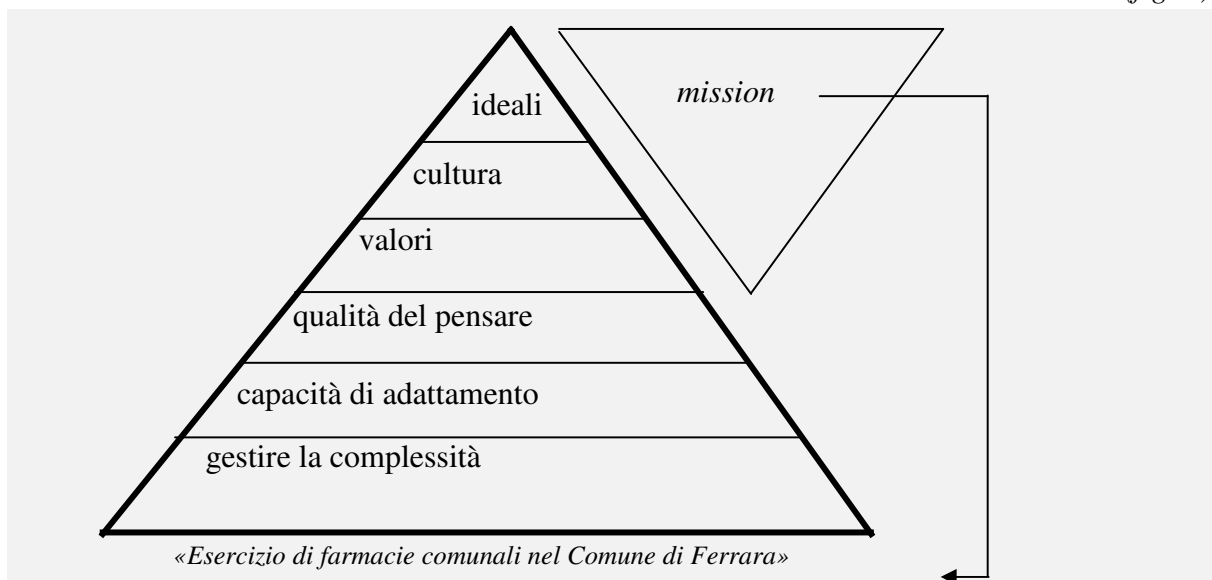 ideali
mission
cultura
valori
qualità del pensare
capacità di adattamento
gestire la complessità
«Esercizio di farmacie comunali nel Comune di Ferrara»